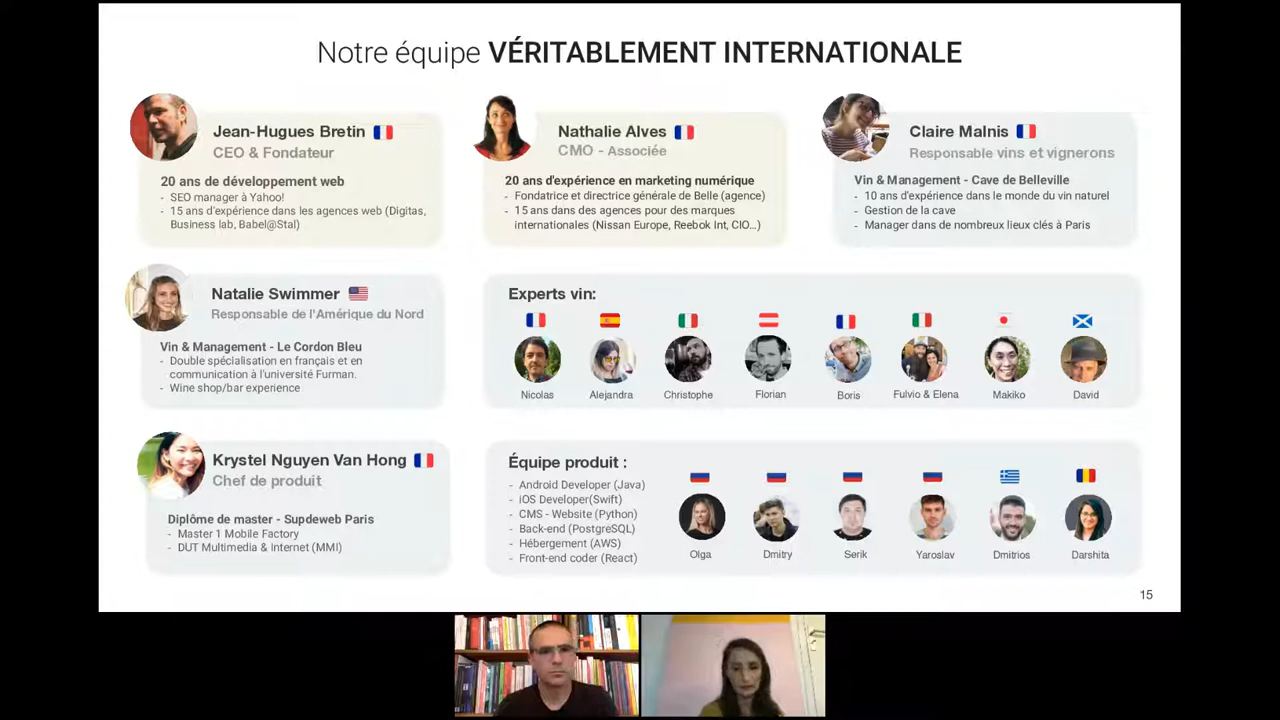 Notre équipe VÉRITABLEMENT INTERNATIONALE
Jean-Hugues Bretin
CEO & Fondateur
20 ans de développement web
- SEO manager à Yahoo!
- 15 ans d'expérience dans les agences web (Digitas,
Business lab, Babel@Stal)
Nathalie Alves
CMO - Associée
20 ans d'expérience en marketing numérique
- Fondatrice et directrice générale de Belle (agence)
- 15 ans dans des agences pour des marques
internationales (Nissan Europe, Reebok Int, CIO...)
Claire Malnis
Responsable vins et vignerons
Vin & Management - Cave de Belleville
- 10 ans d'expérience dans le monde du vin naturel
- Gestion de la cave
- Manager dans de nombreux lieux clés à Paris
Natalie Swimmer
Responsable de l'Amérique du Nord
Vin & Management - Le Cordon Bleu
- Double spécialisation en français et en
communication à l'université Furman.
- Wine shop/bar experience
Experts vin:
Nicolas
Alejandra
Christophe
Florian
Boris
Fulvio & Elena
Makiko
David
Krystel Nguyen Van Hong
Chef de produit
Diplôme de master - Supdeweb Paris
- Master 1 Mobile Factory
- DUT Multimedia & Internet (MMI)
Équipe produit :
- Android Developer (Java)
- iOS Developer(Swift)
- CMS - Website (Python)
- Back-end (PostgreSQL)
- Hébergement (AWS)
- Front-end coder (React)
Olga
Dmitry
Serik
Yaroslav
Dmitrios
Darshita
15